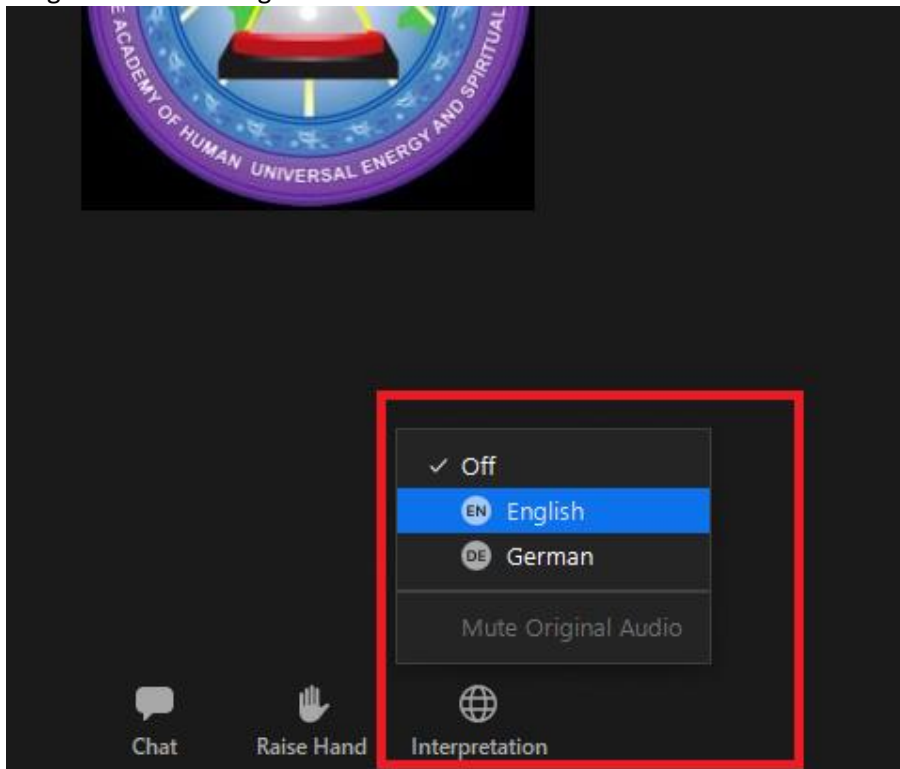 E ACADEMY OF HUMAN UNIVERSAL ENERGY AND SPIRITUAL
Off
EN English
DE German
Mute Original Audio
Chat Raise Hand Interpretation